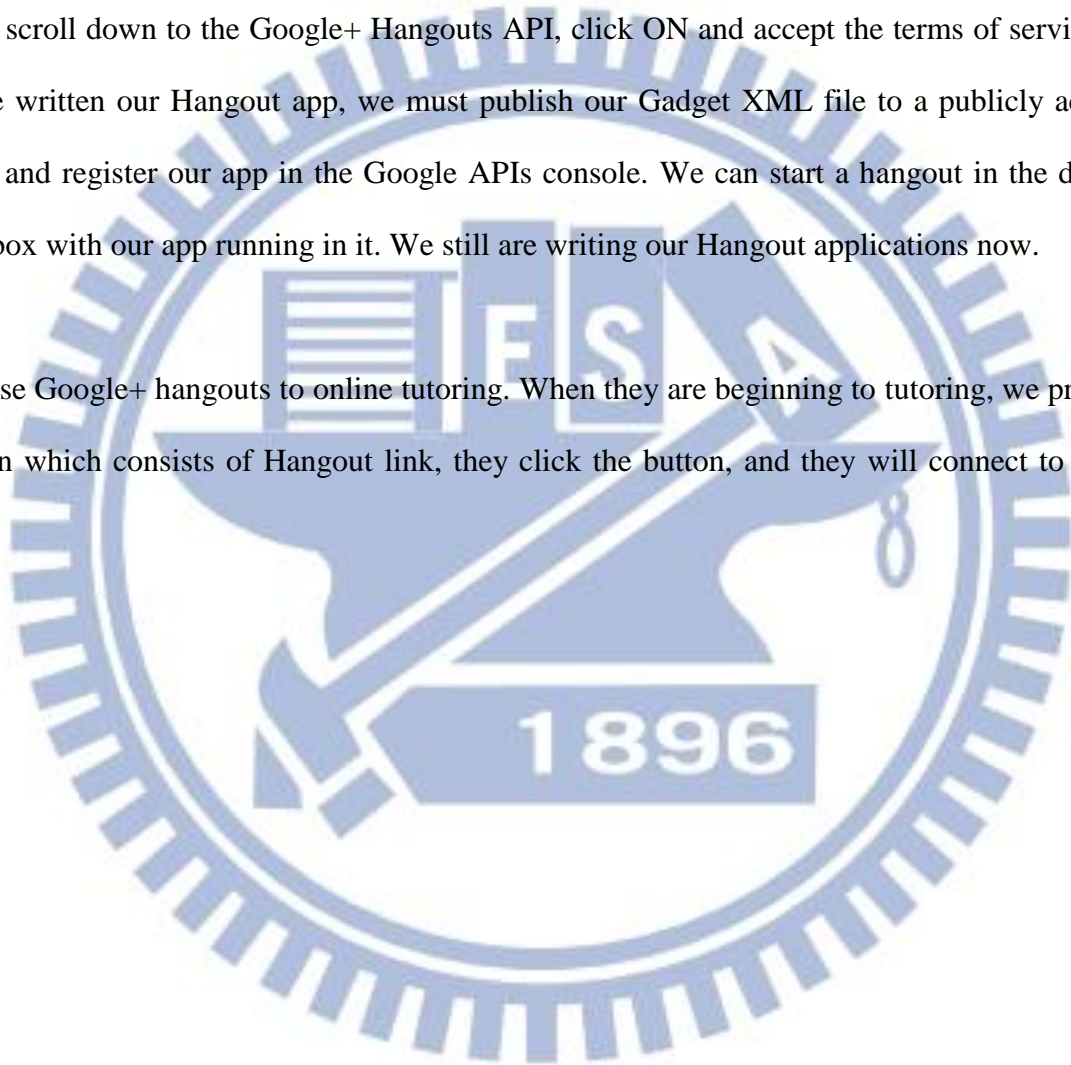 scroll down to the Google+ Hangouts API, click ON and accept the terms of servi
written our Hangout app, we must publish our Gadget XML file to a publicly a
and register our app in the Google APIs console. We can start a hangout in the d
box with our app running in it. We still are writing our Hangout applications now.
se Google+ hangouts to online tutoring. When they are beginning to tutoring, we pr
n which consists of Hangout link, they click the button, and they will connect to
E S A
1896